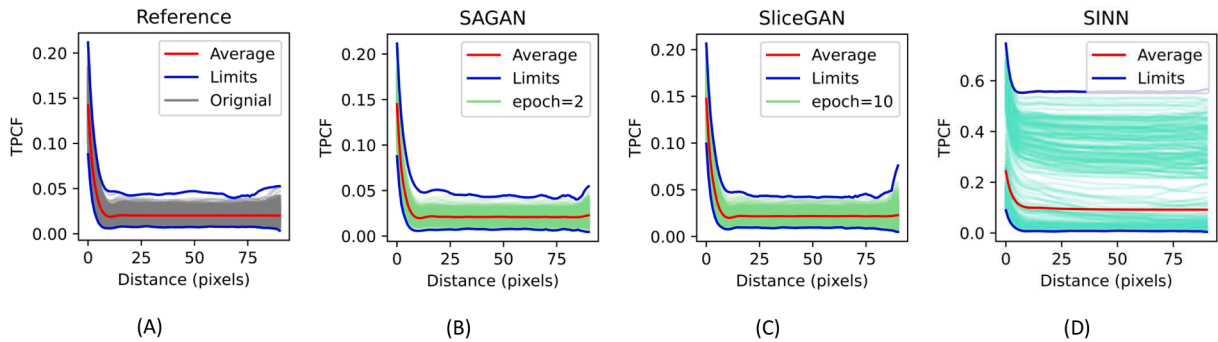 Reference
0.20
0.15
0.10
0.05
0.00
TPCF
Average
Limits
Orignial
0
25
50
75
Distance (pixels)
(A)
SAGAN
0.20
0.15
0.10
0.05
0.00
TPCF
Average
Limits
epoch=2
0
25
50
75
Distance (pixels)
(B)
SliceGAN
0.20
0.15
0.10
0.05
0.00
TPCF
Average
Limits
epoch=10
0
25
50
75
Distance (pixels)
(C)
SINN
0.6
0.4
0.2
0.0
TPCF
Average
Limits
0
25
50
75
Distance (pixels)
(D)